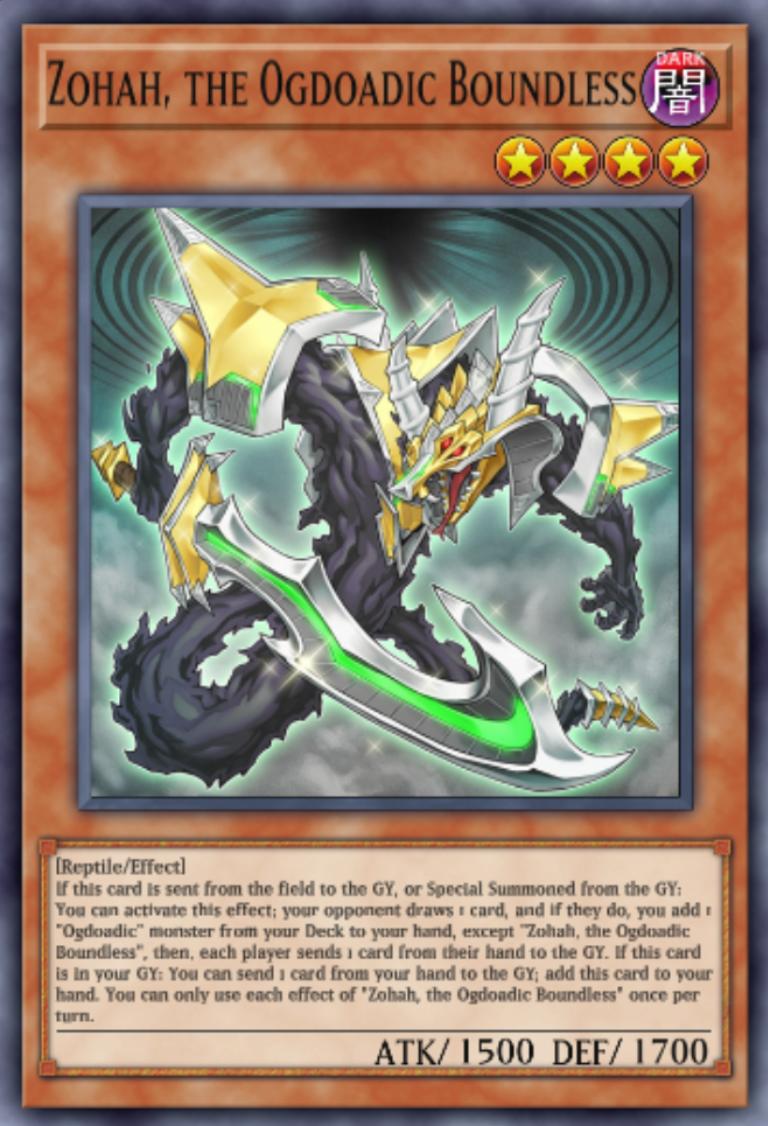 ZOHAH, THE OGDOADIC BOUNDLESS
DARK
闇
[Reptile/Effect]
If this card is sent from the field to the GY, or Special Summoned from the GY:
You can activate this effect; your opponent draws 1 card, and if they do, you add 1
"Ogdoadic" monster from your Deck to your hand, except "Zohah, the Ogdoadic
Boundless", then, each player sends 1 card from their hand to the GY. If this card
is in your GY: You can send 1 card from your hand to the GY; add this card to your
hand. You can only use each effect of "Zohah, the Ogdoadic Boundless" once per
turn.
ATK/ 1500 DEF/ 1700